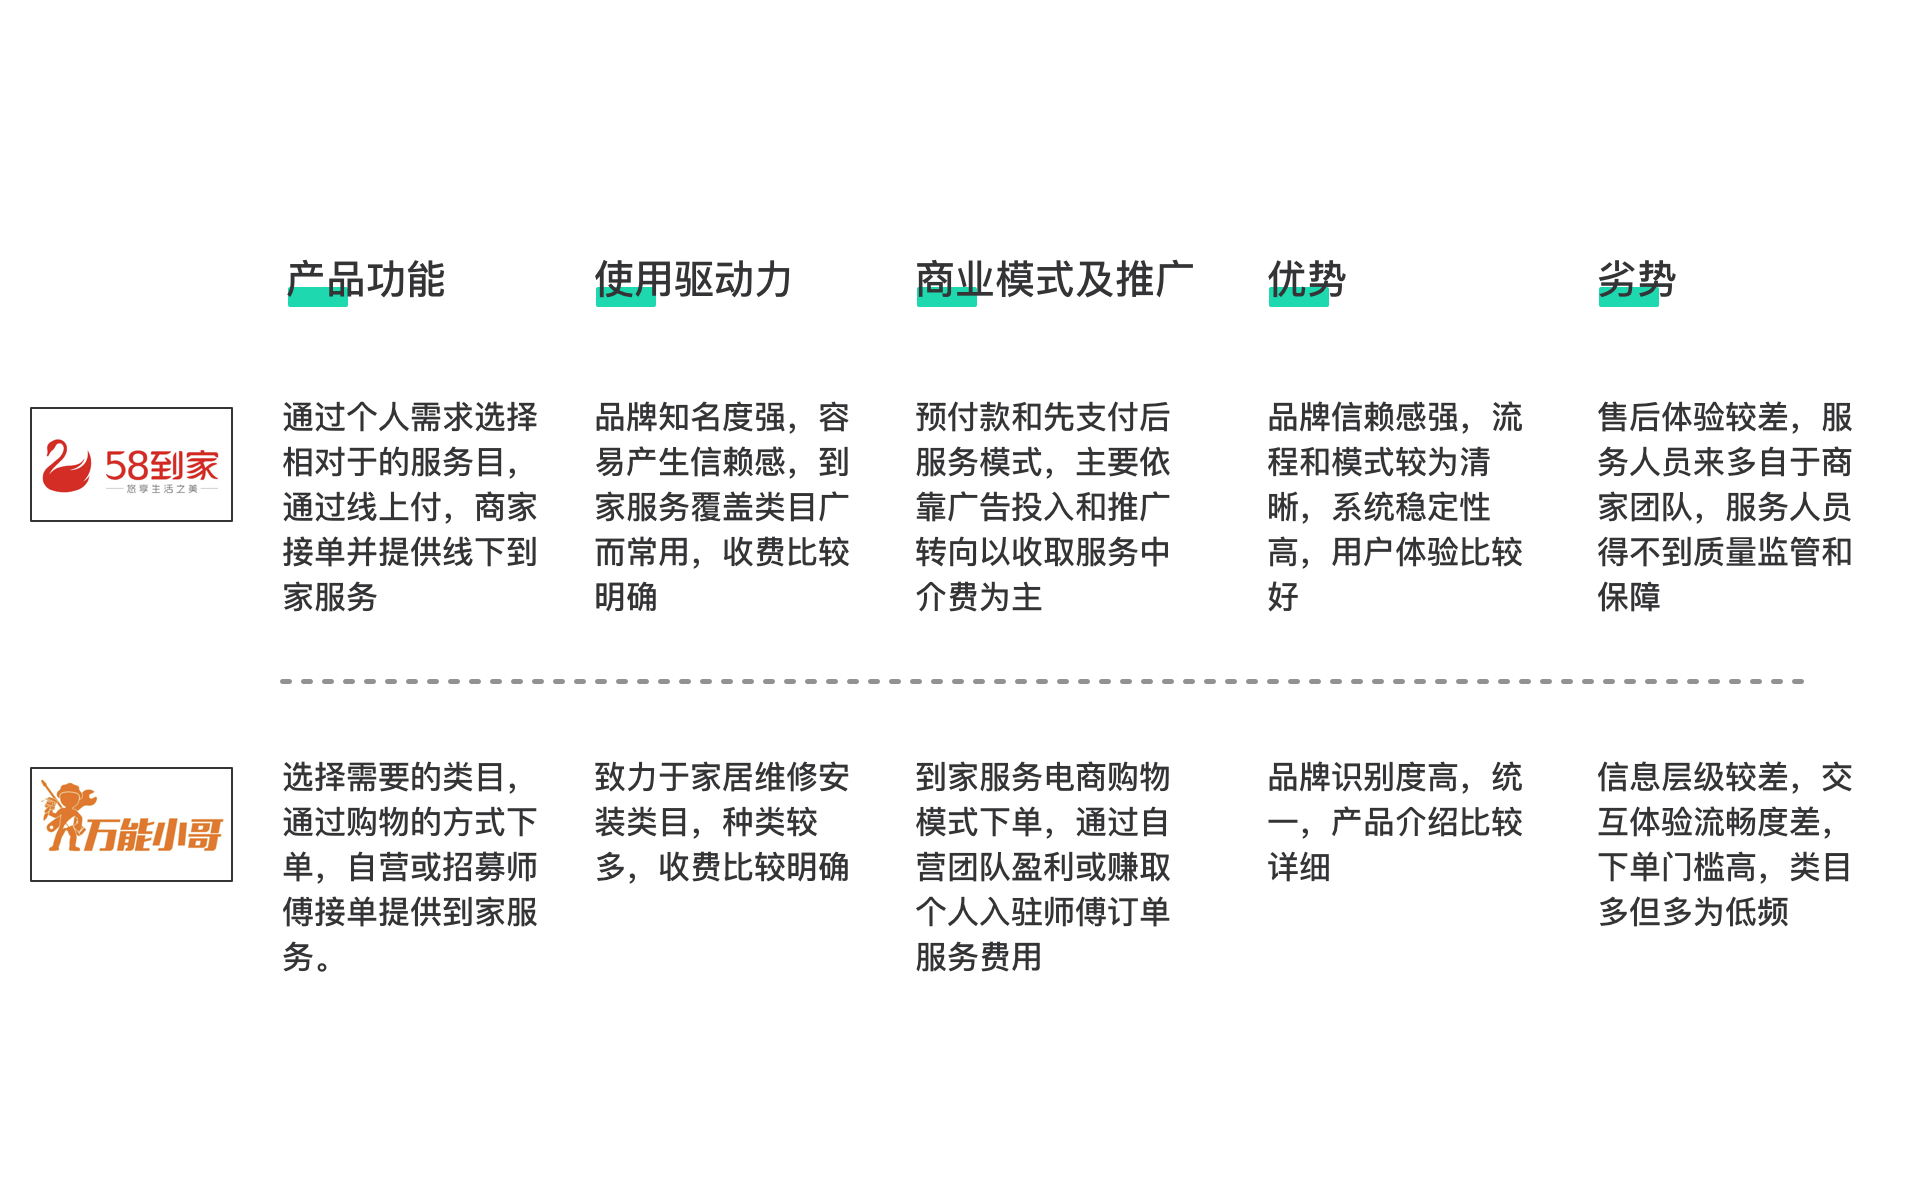 产品功能
使用驱动力
商业模式及推广
优势
劣势
58到家
悠享生活之美
通过个人需求选择
相对于的服务目，
通过线上付，商家
接单并提供线下到
家服务
品牌知名度强，容
易产生信赖感，到
家服务覆盖类目广
而常用，收费比较
明确
预付款和先支付后
服务模式，主要依
靠广告投入和推广
转向以收取服务中
介费为主
品牌信赖感强，流
程和模式较为清
晰，系统稳定性
高，用户体验比较
好
售后体验较差，服
务人员来多自于商
家团队，服务人员
得不到质量监管和
保障
万能小哥
选择需要的类目，
通过购物的方式下
单，自营或招募师
傅接单提供到家服
务。
致力于家居维修安
装类目，种类较
多，收费比较明确
到家服务电商购物
模式下单，通过自
营团队盈利或赚取
个人入驻师傅订单
服务费用
品牌识别度高，统
一，产品介绍比较
详细
信息层级较差，交
互体验流畅度差，
下单门槛高，类目
多但多为低频